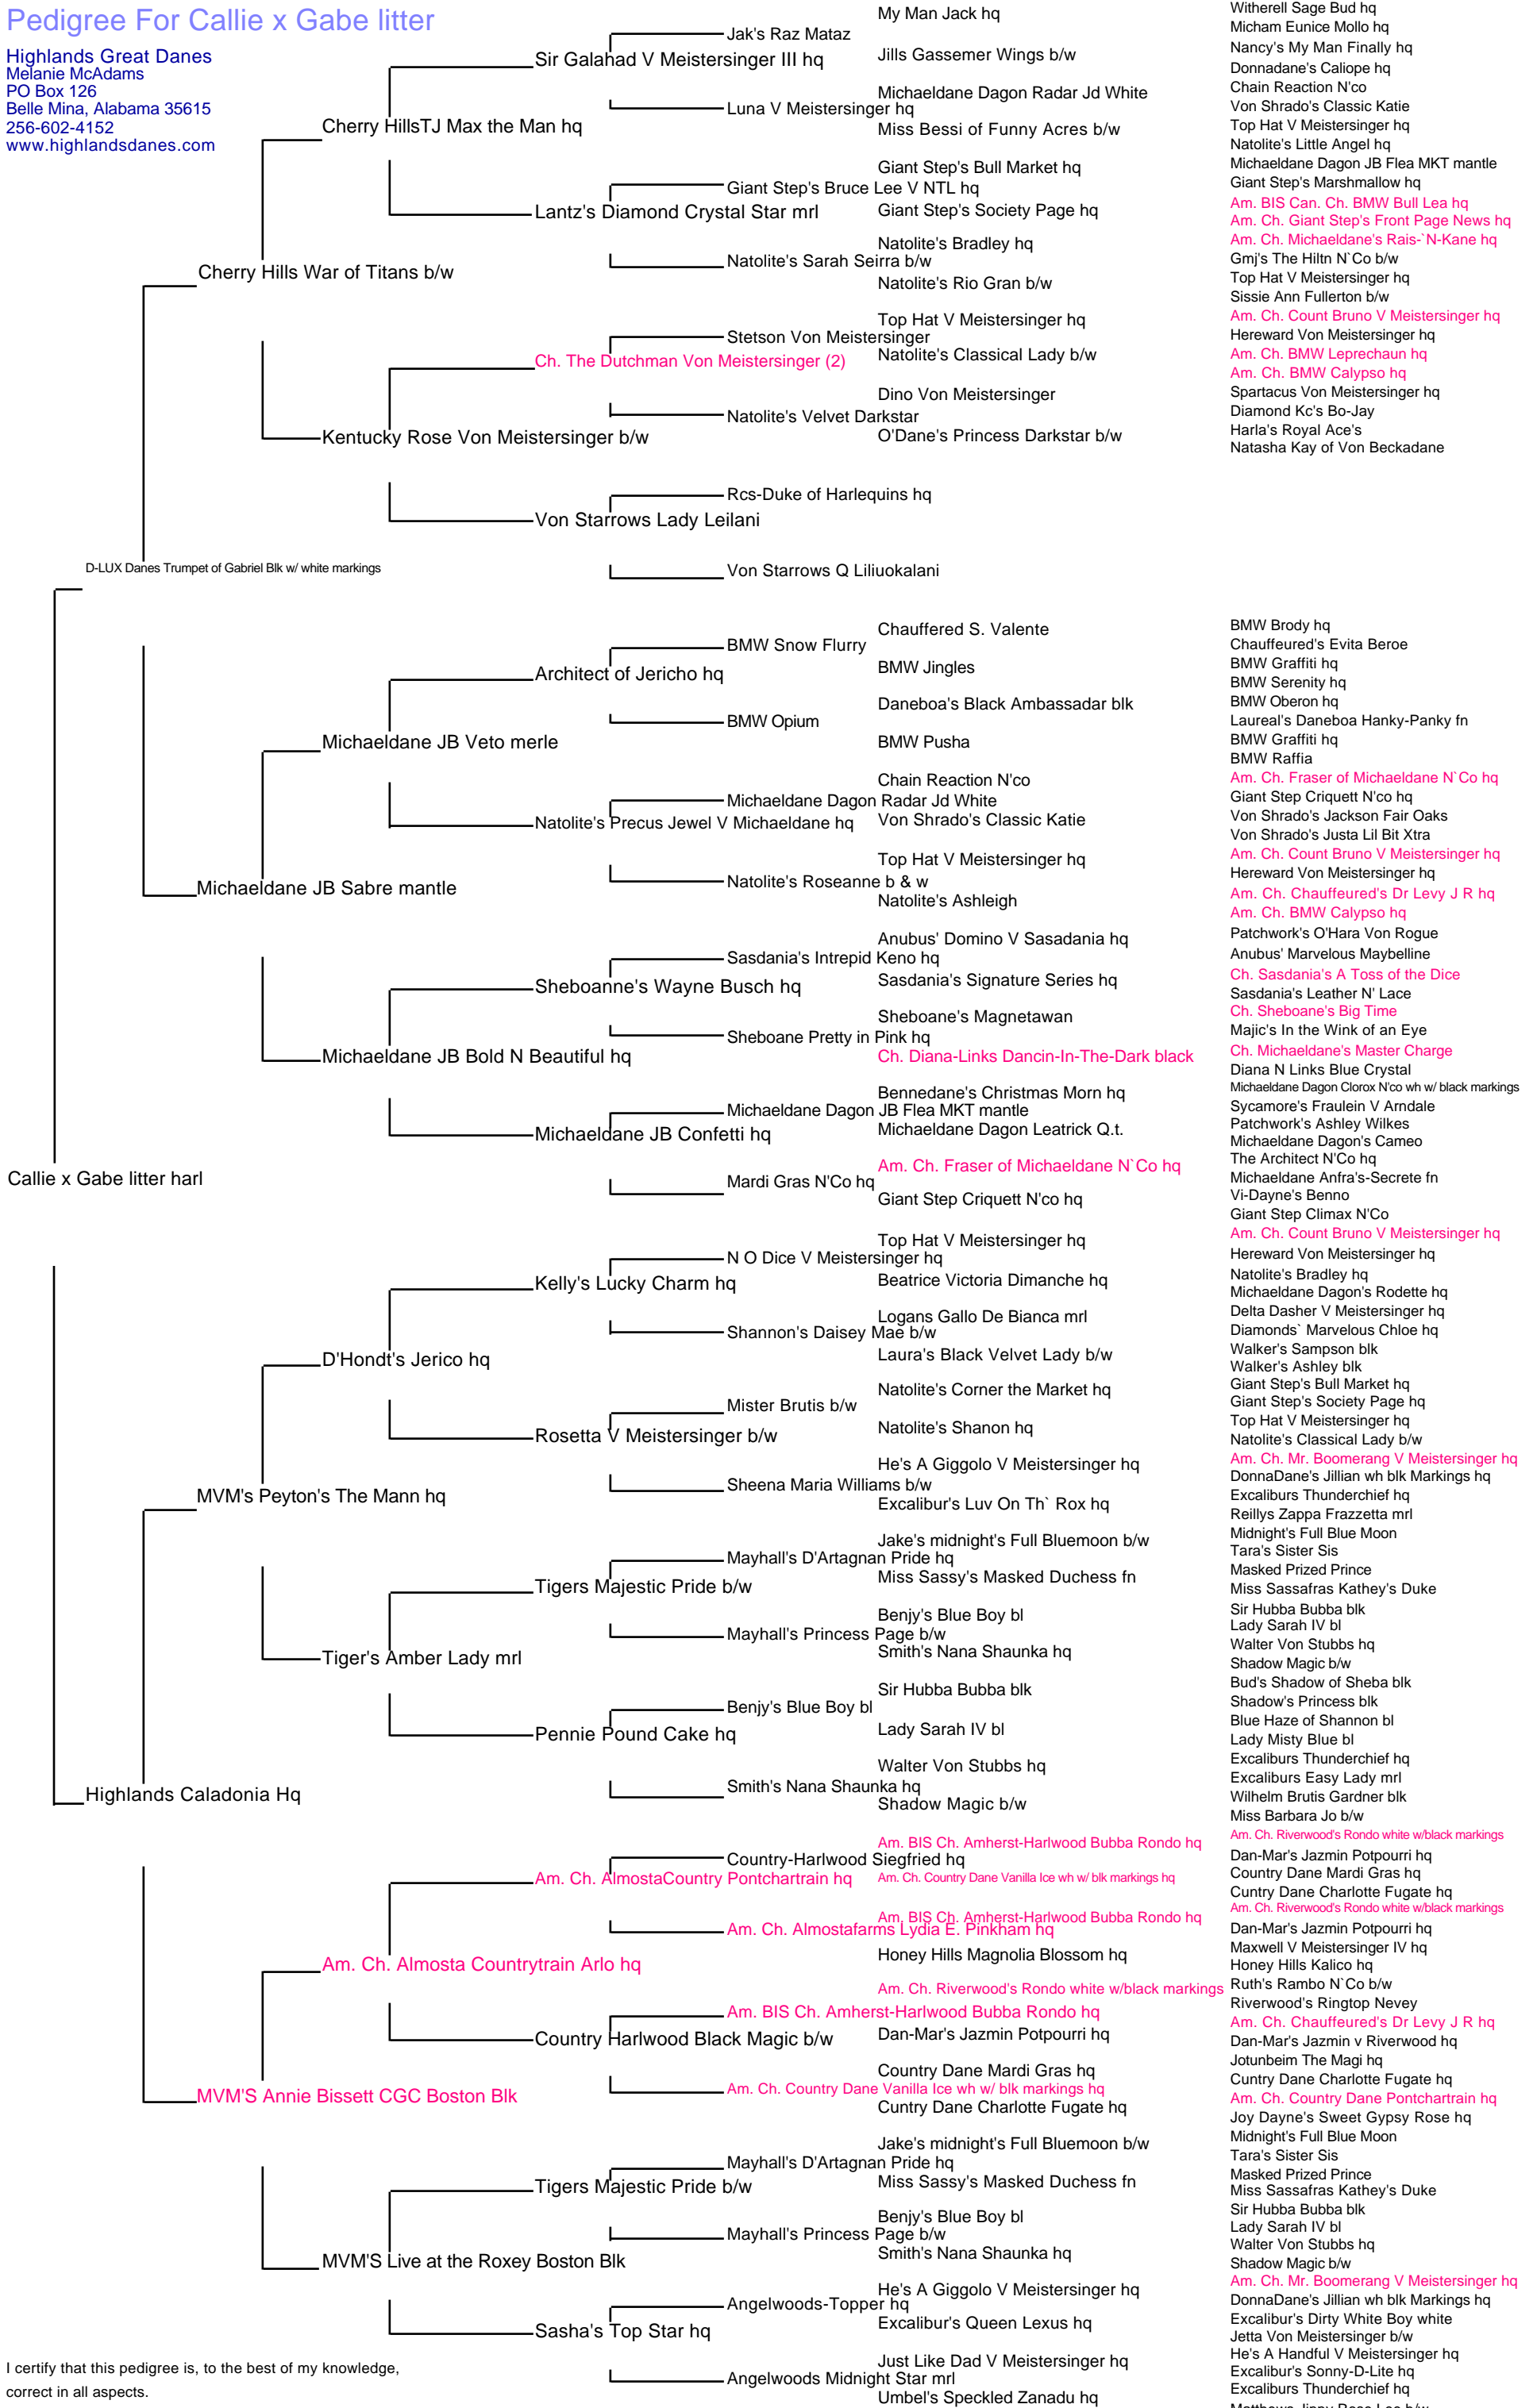 Pedigree For Callie x Gabe litter
Highlands Great Danes
Melanie McAdams
PO Box 126
Belle Mina, Alabama 35615
256-602-4152
www.highlandsdanes.com
Callie x Gabe litter harl
D-LUX Danes Trumpet of Gabriel Blk w/ white markings
Highlands Caladonia Hq
Cherry Hills War of Titans b/w
Michaeldane JB Sabre mantle
MVM's Peyton's The Mann hq
MVM'S Annie Bissett CGC Boston Blk
Cherry HillsTJ Max the Man hq
Kentucky Rose Von Meistersinger b/w
Michaeldane JB Veto merle
Michaeldane JB Bold N Beautiful hq
D'Hondt's Jerico hq
Tiger's Amber Lady mrl
Am. Ch. Almosta Countrytrain Arlo hq
MVM'S Live at the Roxey Boston Blk
Sir Galahad V Meistersinger III hq
Lantz's Diamond Crystal Star mrl
Ch. The Dutchman Von Meistersinger (2)
Von Starrows Lady Leilani
Architect of Jericho hq
Natolite's Precus Jewel V Michaeldane hq
Sheboanne's Wayne Busch hq
Michaeldane JB Confetti hq
Kelly's Lucky Charm hq
Rosetta V Meistersinger b/w
Tigers Majestic Pride b/w
Pennie Pound Cake hq
Am. Ch. AlmostaCountry Pontchartrain hq
Country Harlwood Black Magic b/w
Tigers Majestic Pride b/w
Sasha's Top Star hq
Jak's Raz Mataz
Luna V Meistersinger hq
Giant Step's Bruce Lee V NTL hq
Natolite's Sarah Seirra b/w
Stetson Von Meistersinger
Natolite's Velvet Darkstar
Rcs-Duke of Harlequins hq
Von Starrows Q Liliuokalani
BMW Snow Flurry
BMW Opium
Michaeldane Dagon Radar Jd White
Natolite's Roseanne b & w
Sasdania's Intrepid Keno hq
Sheboane Pretty in Pink hq
Michaeldane Dagon JB Flea MKT mantle
Mardi Gras N'Co hq
N O Dice V Meistersinger hq
Shannon's Daisey Mae b/w
Mister Brutis b/w
Sheena Maria Williams b/w
Mayhall's D'Artagnan Pride hq
Mayhall's Princess Page b/w
Benjy's Blue Boy bl
Smith's Nana Shaunka hq
Country-Harlwood Siegfried hq
Am. Ch. Almostafarms Lydia E. Pinkham hq
Am. BIS Ch. Amherst-Harlwood Bubba Rondo hq
Am. Ch. Country Dane Vanilla Ice wh w/ blk markings hq
Mayhall's D'Artagnan Pride hq
Mayhall's Princess Page b/w
Angelwoods-Topper hq
Angelwoods Midnight Star mrl
My Man Jack hq
Jills Gassemer Wings b/w
Michaeldane Dagon Radar Jd White
Miss Bessi of Funny Acres b/w
Giant Step's Bull Market hq
Giant Step's Society Page hq
Natolite's Bradley hq
Natolite's Rio Gran b/w
Top Hat V Meistersinger hq
Natolite's Classical Lady b/w
Dino Von Meistersinger
O'Dane's Princess Darkstar b/w
Chauffered S. Valente
BMW Jingles
Daneboa's Black Ambassadar blk
BMW Pusha
Chain Reaction N'co
Von Shrado's Classic Katie
Top Hat V Meistersinger hq
Natolite's Ashleigh
Anubus' Domino V Sasadania hq
Sasdania's Signature Series hq
Sheboane's Magnetawan
Ch. Diana-Links Dancin-In-The-Dark black
Bennedane's Christmas Morn hq
Michaeldane Dagon Leatrick Q.t.
Am. Ch. Fraser of Michaeldane N`Co hq
Giant Step Criquett N'co hq
Top Hat V Meistersinger hq
Beatrice Victoria Dimanche hq
Logans Gallo De Bianca mrl
Laura's Black Velvet Lady b/w
Natolite's Corner the Market hq
Natolite's Shanon hq
He's A Giggolo V Meistersinger hq
Excalibur's Luv On Th` Rox hq
Jake's midnight's Full Bluemoon b/w
Miss Sassy's Masked Duchess fn
Benjy's Blue Boy bl
Smith's Nana Shaunka hq
Sir Hubba Bubba blk
Lady Sarah IV bl
Walter Von Stubbs hq
Shadow Magic b/w
Am. BIS Ch. Amherst-Harlwood Bubba Rondo hq
Am. Ch. Country Dane Vanilla Ice wh w/ blk markings hq
Am. BIS Ch. Amherst-Harlwood Bubba Rondo hq
Honey Hills Magnolia Blossom hq
Am. Ch. Riverwood's Rondo white w/black markings
Dan-Mar's Jazmin Potpourri hq
Country Dane Mardi Gras hq
Cuntry Dane Charlotte Fugate hq
Jake's midnight's Full Bluemoon b/w
Miss Sassy's Masked Duchess fn
Benjy's Blue Boy bl
Smith's Nana Shaunka hq
He's A Giggolo V Meistersinger hq
Excalibur's Queen Lexus hq
Just Like Dad V Meistersinger hq
Umbel's Speckled Zanadu hq
Witherell Sage Bud hq
Micham Eunice Mollo hq
Nancy's My Man Finally hq
Donnadane's Caliope hq
Chain Reaction N'co
Von Shrado's Classic Katie
Top Hat V Meistersinger hq
Natolite's Little Angel hq
Michaeldane Dagon JB Flea MKT mantle
Giant Step's Marshmallow hq
Am. BIS Can. Ch. BMW Bull Lea hq
Am. Ch. Giant Step's Front Page News hq
Am. Ch. Michaeldane's Rais-`N-Kane hq
Gmj's The Hiltn N`Co b/w
Top Hat V Meistersinger hq
Sissie Ann Fullerton b/w
Am. Ch. Count Bruno V Meistersinger hq
Hereward Von Meistersinger hq
Am. Ch. BMW Leprechaun hq
Am. Ch. BMW Calypso hq
Spartacus Von Meistersinger hq
Diamond Kc's Bo-Jay
Harla's Royal Ace's
Natasha Kay of Von Beckadane
BMW Brody hq
Chauffeured's Evita Beroe
BMW Graffiti hq
BMW Serenity hq
BMW Oberon hq
Laureal's Daneboa Hanky-Panky fn
BMW Graffiti hq
BMW Raffia
Am. Ch. Fraser of Michaeldane N`Co hq
Giant Step Criquett N'co hq
Von Shrado's Jackson Fair Oaks
Von Shrado's Justa Lil Bit Xtra
Am. Ch. Count Bruno V Meistersinger hq
Hereward Von Meistersinger hq
Am. Ch. Chauffeured's Dr Levy J R hq
Am. Ch. BMW Calypso hq
Patchwork's O'Hara Von Rogue
Anubus' Marvelous Maybelline
Ch. Sasdania's A Toss of the Dice
Sasdania's Leather N' Lace
Ch. Sheboane's Big Time
Majic's In the Wink of an Eye
Ch. Michaeldane's Master Charge
Diana N Links Blue Crystal
Michaeldane Dagon Clorox N'co wh w/ black markings
Sycamore's Fraulein V Arndale
Patchwork's Ashley Wilkes
Michaeldane Dagon's Cameo
The Architect N'Co hq
Michaeldane Anfra's-Secrete fn
Vi-Dayne's Benno
Giant Step Climax N'Co
Am. Ch. Count Bruno V Meistersinger hq
Hereward Von Meistersinger hq
Natolite's Bradley hq
Michaeldane Dagon's Rodette hq
Delta Dasher V Meistersinger hq
Diamonds` Marvelous Chloe hq
Walker's Sampson blk
Walker's Ashley blk
Giant Step's Bull Market hq
Giant Step's Society Page hq
Top Hat V Meistersinger hq
Natolite's Classical Lady b/w
Am. Ch. Mr. Boomerang V Meistersinger hq
DonnaDane's Jillian wh blk Markings hq
Excaliburs Thunderchief hq
Reillys Zappa Frazzetta mrl
Midnight's Full Blue Moon
Tara's Sister Sis
Masked Prized Prince
Miss Sassafras Kathey's Duke
Sir Hubba Bubba blk
Lady Sarah IV bl
Walter Von Stubbs hq
Shadow Magic b/w
Bud's Shadow of Sheba blk
Shadow's Princess blk
Blue Haze of Shannon bl
Lady Misty Blue bl
Excaliburs Thunderchief hq
Excaliburs Easy Lady mrl
Wilhelm Brutis Gardner blk
Miss Barbara Jo b/w
Am. Ch. Riverwood's Rondo white w/black markings
Dan-Mar's Jazmin Potpourri hq
Country Dane Mardi Gras hq
Cuntry Dane Charlotte Fugate hq
Am. Ch. Riverwood's Rondo white w/black markings
Dan-Mar's Jazmin Potpourri hq
Maxwell V Meistersinger IV hq
Honey Hills Kalico hq
Ruth's Rambo N`Co b/w
Riverwood's Ringtop Nevey
Am. Ch. Chauffeured's Dr Levy J R hq
Dan-Mar's Jazmin v Riverwood hq
Jotunbeim The Magi hq
Cuntry Dane Charlotte Fugate hq
Am. Ch. Country Dane Pontchartrain hq
Joy Dayne's Sweet Gypsy Rose hq
Midnight's Full Blue Moon
Tara's Sister Sis
Masked Prized Prince
Miss Sassafras Kathey's Duke
Sir Hubba Bubba blk
Lady Sarah IV bl
Walter Von Stubbs hq
Shadow Magic b/w
Am. Ch. Mr. Boomerang V Meistersinger hq
DonnaDane's Jillian wh blk Markings hq
Excalibur's Dirty White Boy white
Jetta Von Meistersinger b/w
He's A Handful V Meistersinger hq
Excalibur's Sonny-D-Lite hq
Excaliburs Thunderchief hq
I certify that this pedigree is, to the best of my knowledge,
correct in all aspects.